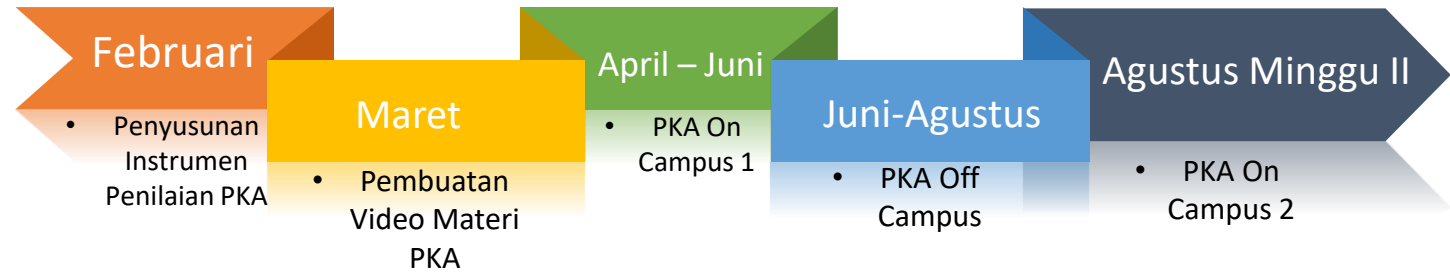 Februari
• Penyusunan
Instrumen
Penilaian PKA
Maret
• Pembuatan
Video Materi
PKA
April – Juni
• PKA On
Campus 1
Juni-Agustus
• PKA Off
Campus
Agustus Minggu II
• PKA On
Campus 2